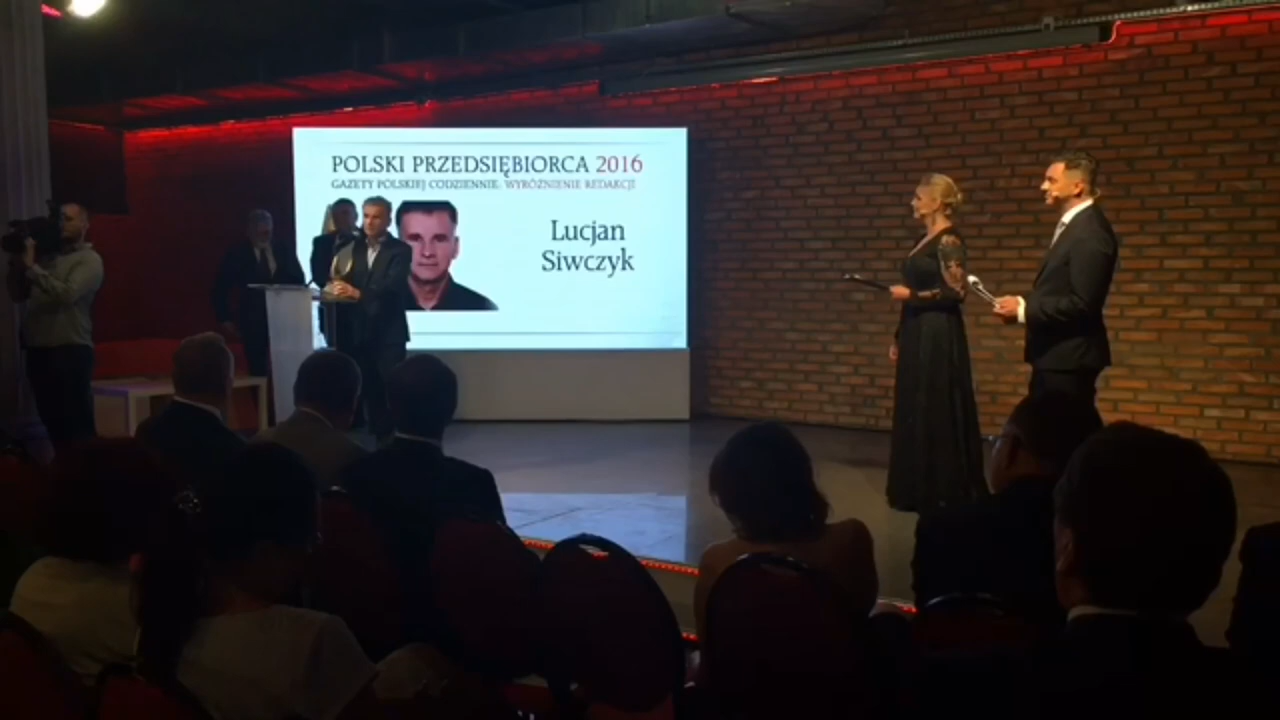 POLSKI PRZEDSIĘBIORCA 2016
GAZETY POLSKIEJ CODZIENNIE: WYRÓŻNIENIE REDAKCJI
Lucjan
Siwczyk